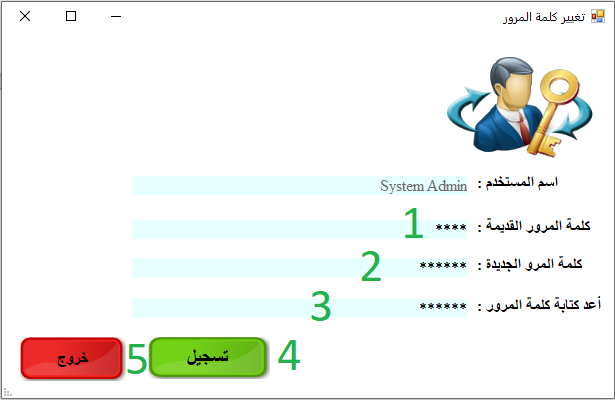 تغيير كلمة المرور
اسم المستخدم : System Admin
كلمة المرور القديمة : **** 1
كلمة المرو الجديدة : ****** 2
أعد كتابة كلمة المرور : ****** 3
4 تسجيل 5 خروج